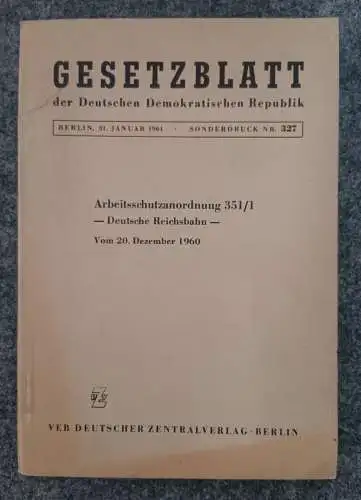 GESETZBLATT
der Deutschen Demokratischen Republik
BERLIN, 31. JANUAR 1961 · SONDERDRUCK NR. 327
Arbeitsschutzanordnung 351/1
— Deutsche Reichsbahn —
Vom 20. Dezember 1960
VEB DEUTSCHER ZENTRALVERLAG · BERLIN